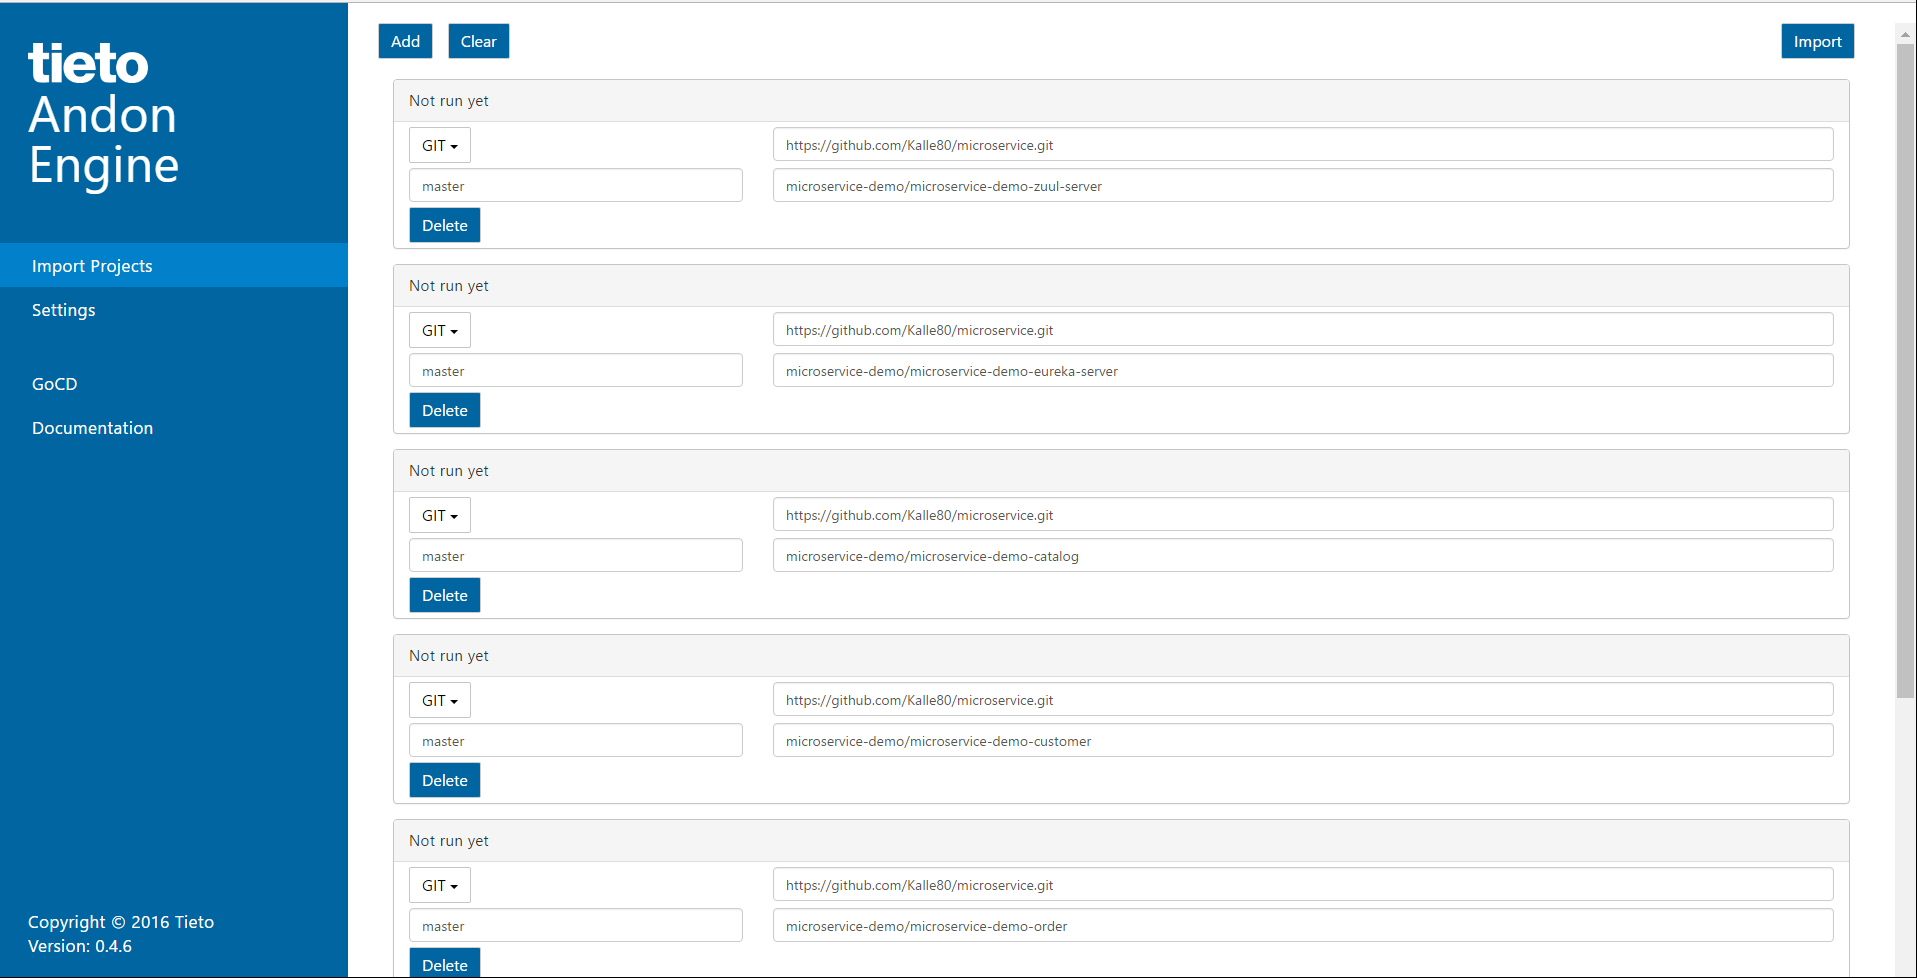 tieto
Andon
Engine
Import Projects
Settings
GoCD
Documentation
Copyright © 2016 Tieto
Version: 0.4.6
Add Clear Import
Not run yet
GIT https://github.com/Kalle80/microservice.git
master microservice-demo/microservice-demo-zuul-server
Delete
Not run yet
GIT https://github.com/Kalle80/microservice.git
master microservice-demo/microservice-demo-eureka-server
Delete
Not run yet
GIT https://github.com/Kalle80/microservice.git
master microservice-demo/microservice-demo-catalog
Delete
Not run yet
GIT https://github.com/Kalle80/microservice.git
master microservice-demo/microservice-demo-customer
Delete
Not run yet
GIT https://github.com/Kalle80/microservice.git
master microservice-demo/microservice-demo-order
Delete